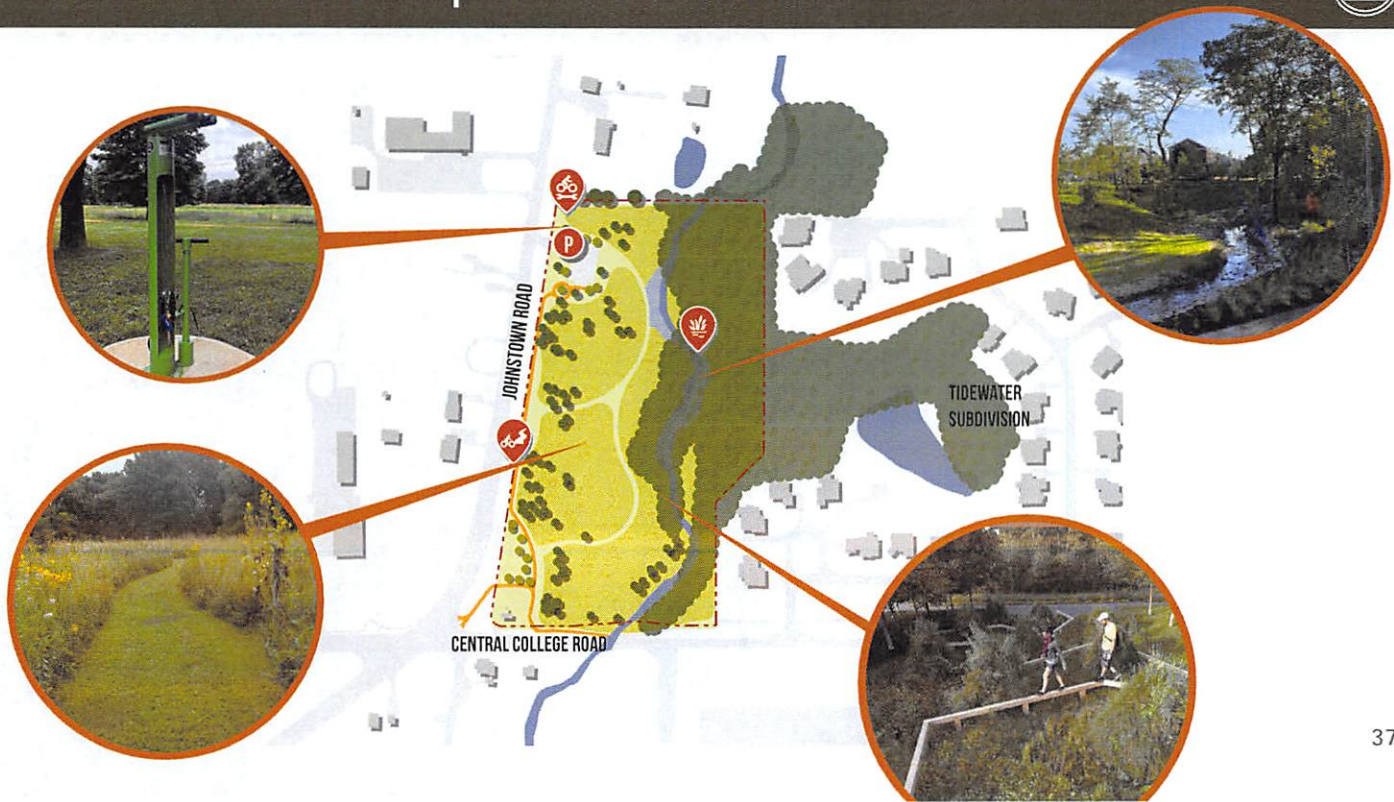 P
JOHNSTOWN ROAD
TIDEWATER
SUBDIVISION
CENTRAL COLLEGE ROAD
37